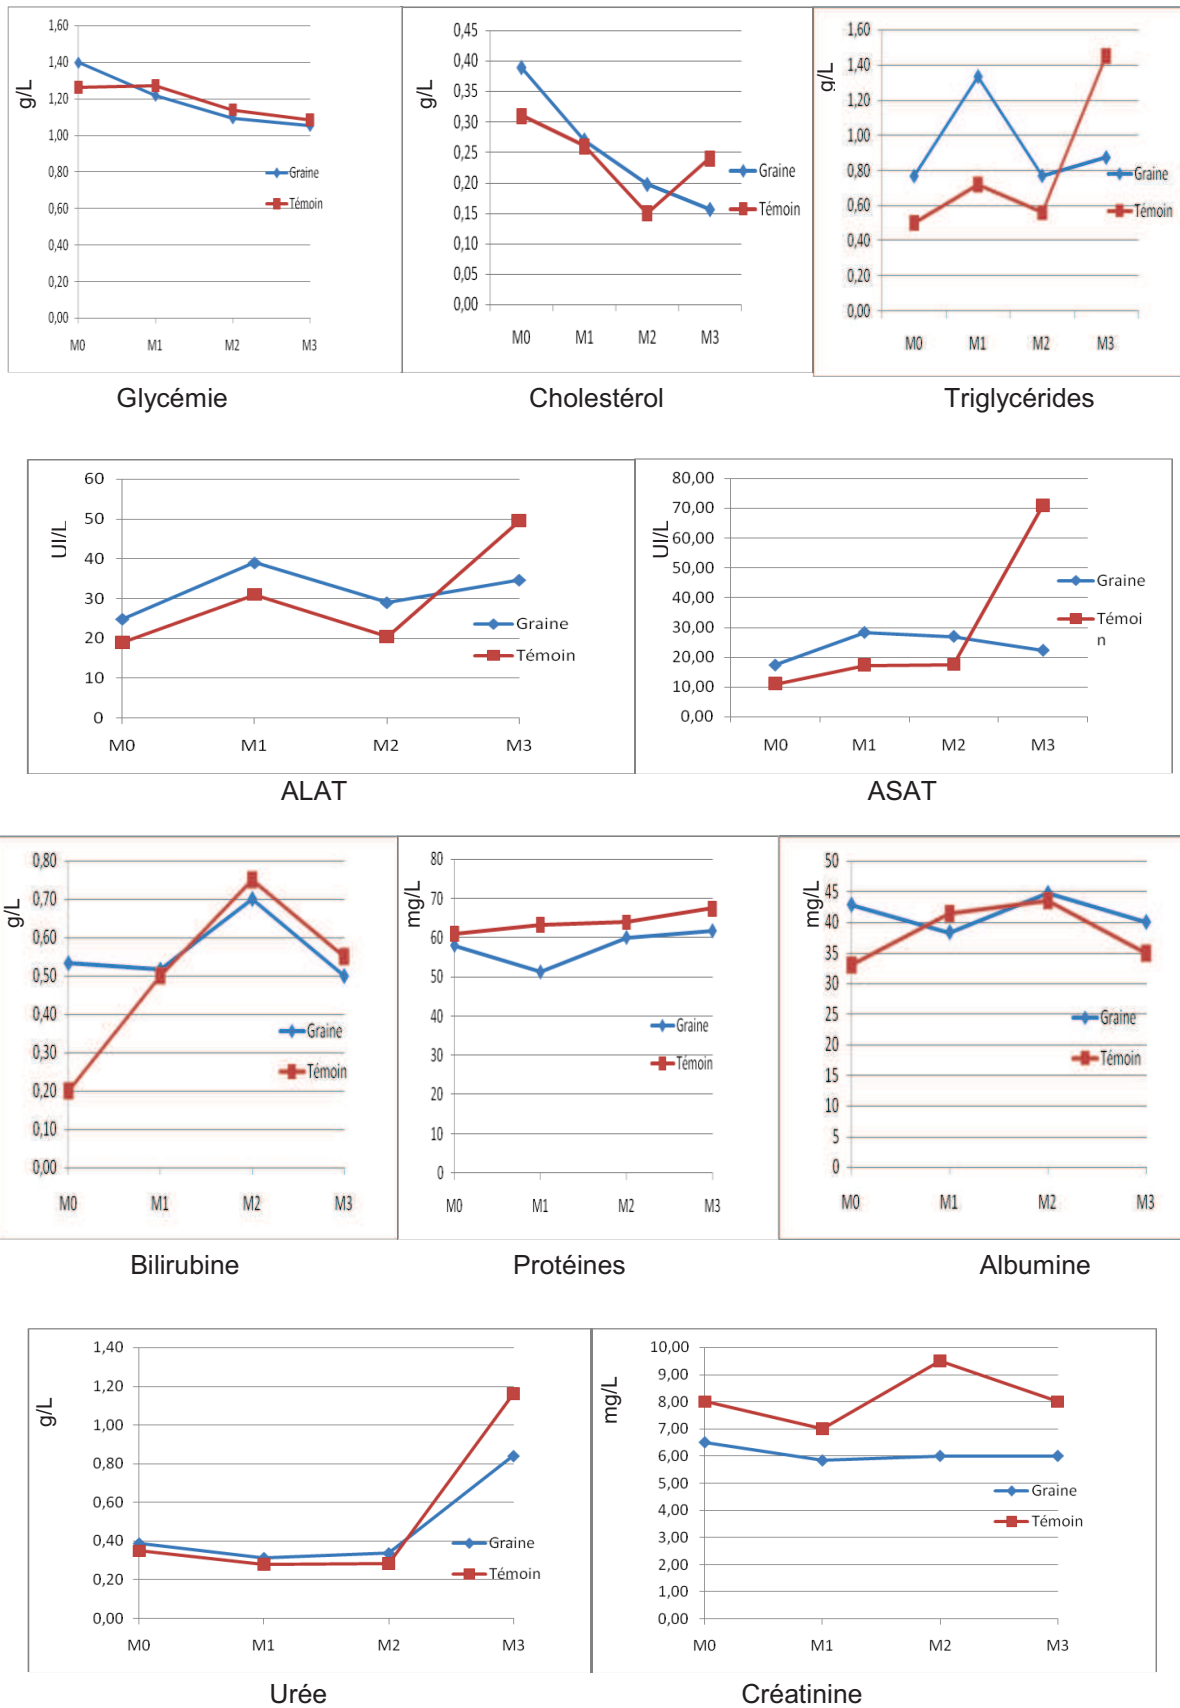 g/L
1,60
1,40
1,20
1,00
0,80
0,60
0,40
0,20
0,00
M0 M1 M2 M3
Graine
Témoin
Glycémie
g/L
0,45
0,40
0,35
0,30
0,25
0,20
0,15
0,10
0,05
0,00
M0 M1 M2 M3
Graine
Témoin
Cholestérol
g/L
1,60
1,40
1,20
1,00
0,80
0,60
0,40
0,20
0,00
M0 M1 M2 M3
Graine
Témoin
Triglycérides
UI/L
60
50
40
30
20
10
0
M0 M1 M2 M3
Graine
Témoin
ALAT
UI/L
80,00
70,00
60,00
50,00
40,00
30,00
20,00
10,00
0,00
M0 M1 M2 M3
Graine
Témoi
n
ASAT
g/L
0,80
0,70
0,60
0,50
0,40
0,30
0,20
0,10
0,00
M0 M1 M2 M3
Graine
Témoin
Bilirubine
mg/L
80
70
60
50
40
30
20
10
0
M0 M1 M2 M3
Graine
Témoin
Protéines
mg/L
50
45
40
35
30
25
20
15
10
5
0
M0 M1 M2 M3
Graine
Témoin
Albumine
g/L
1,40
1,20
1,00
0,80
0,60
0,40
0,20
0,00
M0 M1 M2 M3
Graine
Témoin
Urée
mg/L
10,00
9,00
8,00
7,00
6,00
5,00
4,00
3,00
2,00
1,00
0,00
M0 M1 M2 M3
Graine
Témoin
Créatinine